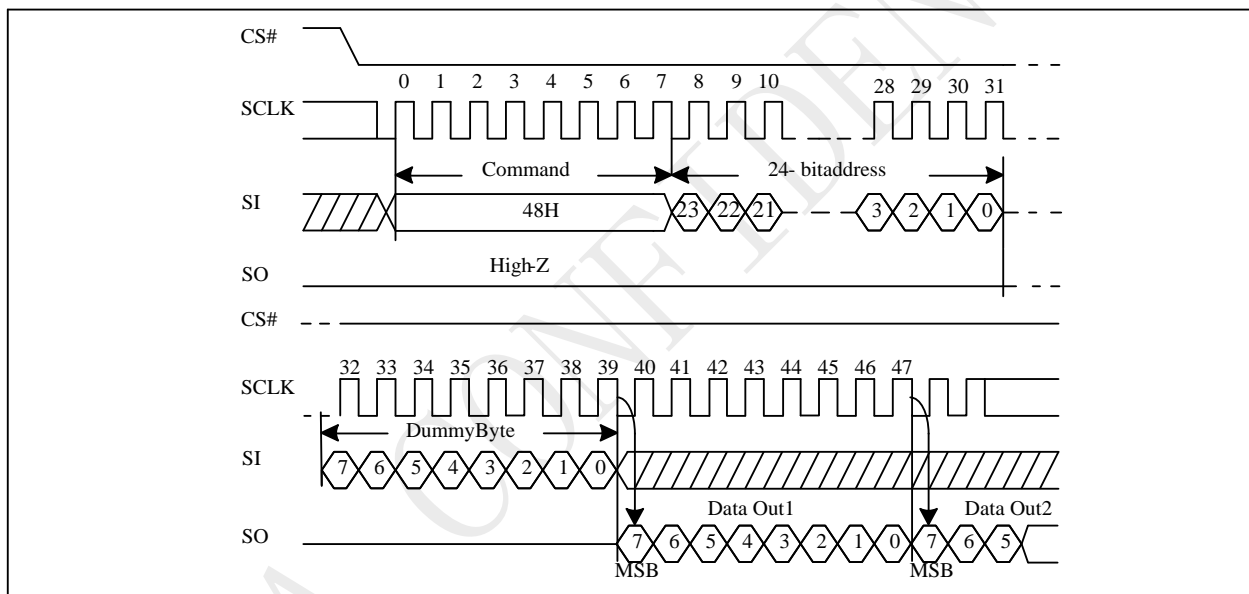 CS#
0 1 2 3 4 5 6 7 8 9 10 28 29 30 31
SCLK
Command 24- bitaddress
SI 48H 23 22 21 3 2 1 0
High-Z
SO
CS#
32 33 34 35 36 37 38 39 40 41 42 43 44 45 46 47
SCLK
DummyByte
SI 7 6 5 4 3 2 1 0
Data Out1 Data Out2
SO 7 6 5 4 3 2 1 0 7 6 5
MSB MSB
CONFIDEN